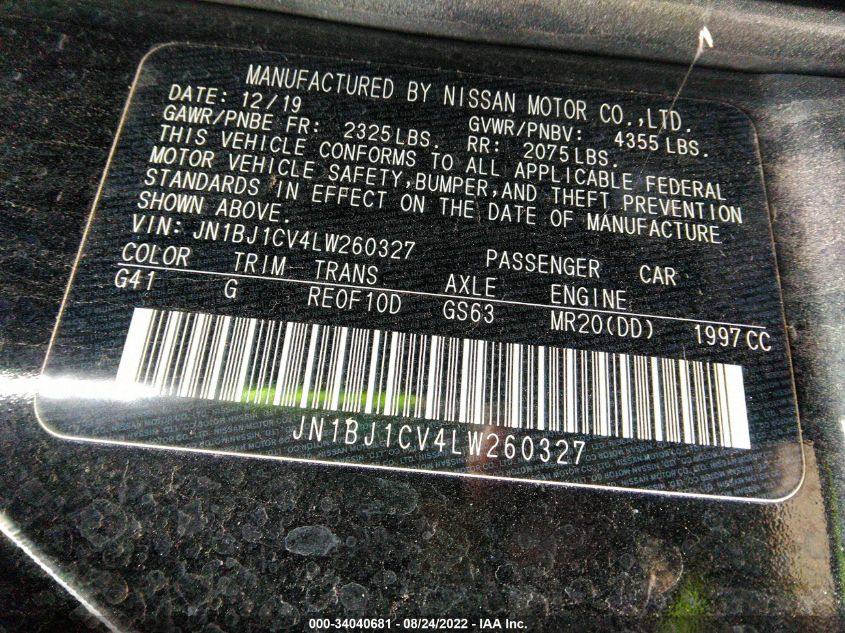 MANUFACTURED BY NISSAN MOTOR CO.,LTD.
DATE: 12/19 GVWR/PNBV: 4355 LBS.
GAWR/PNBE FR: 2325 LBS. RR: 2075 LBS.
THIS VEHICLE CONFORMS TO ALL APPLICABLE FEDERAL
MOTOR VEHICLE SAFETY,BUMPER,AND THEFT PREVENTION
STANDARDS IN EFFECT ON THE DATE OF MANUFACTURE
SHOWN ABOVE.
VIN: JN1BJ1CV4LW260327 PASSENGER CAR
COLOR TRIM TRANS AXLE ENGINE
G41 G RE0F10D GS63 MR20(DD) 1997CC
JN1BJ1CV4LW260327
000-34040681 - 08/24/2022 - IAA Inc.